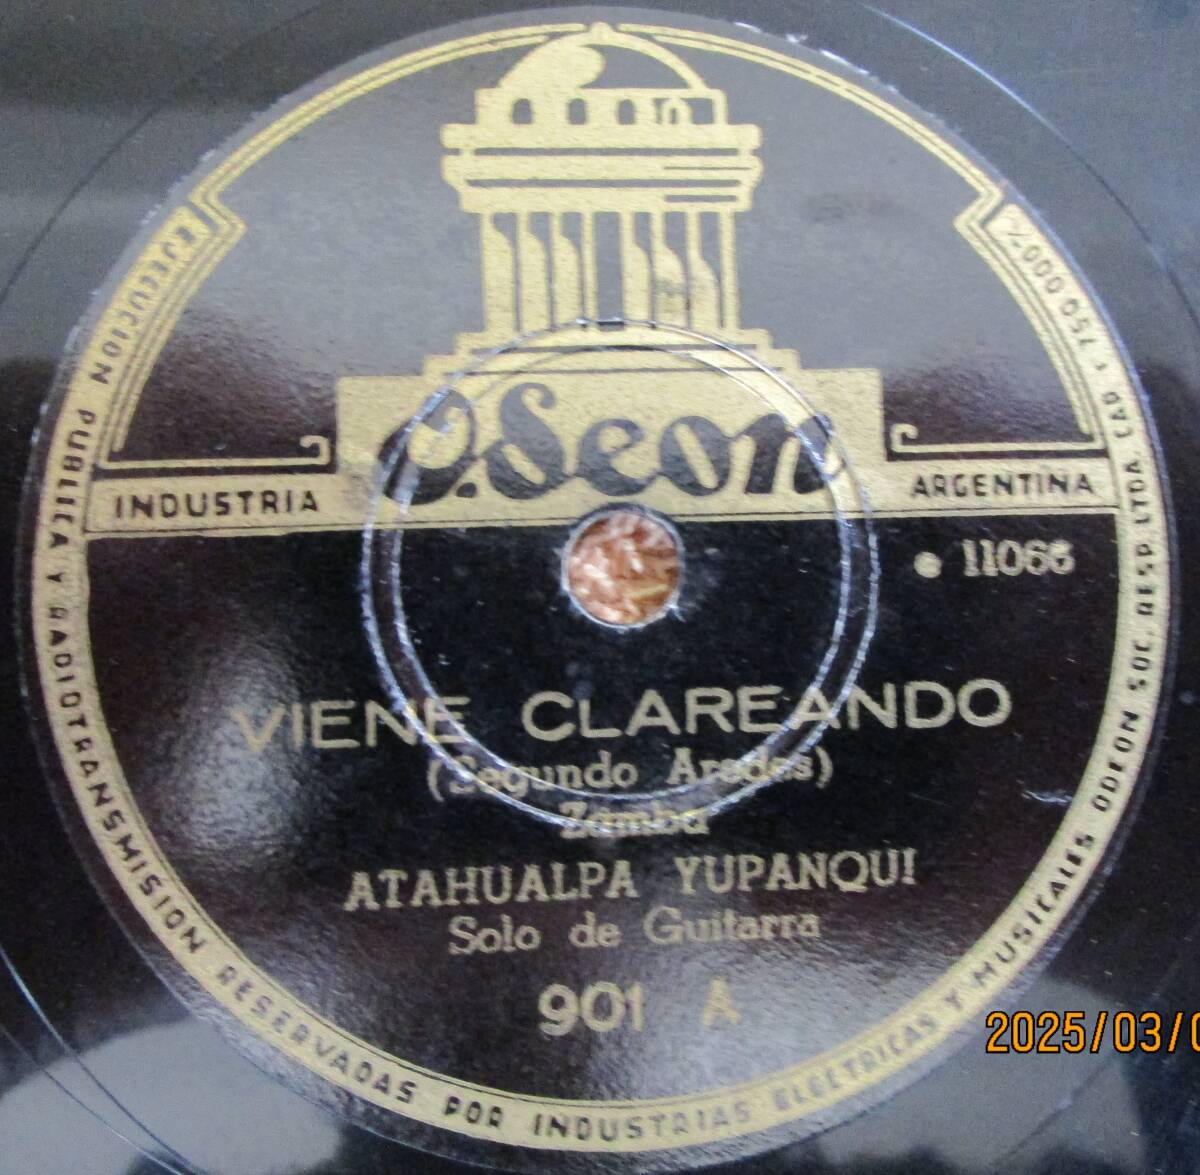 Odeon
INDUSTRIA ARGENTINA
e 11066
VIENE CLAREANDO
(Segundo Aredes)
Zamba
ATAHUALPA YUPANQUI
Solo de Guitarra
901 A
EJECUCION PUBLICA Y RADIOTRANSMISION RESERVADAS POR INDUSTRIAS ELECTRICAS Y MUSICALES ODEON SOC. RESP. LTDA. CAP. $ 750.000%
2025/03/0